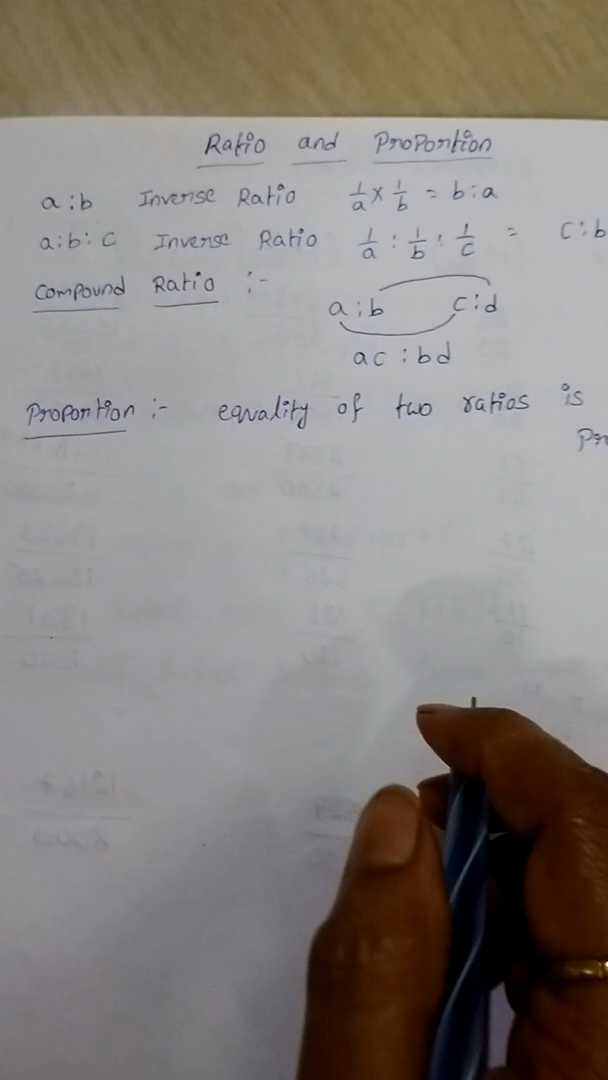 Ratio and Proportion
a:b Inverse Ratio 1/a × 1/b = b:a
a:b:c Inverse Ratio 1/a : 1/b : 1/c = c:b
Compound Ratio :-
a:b c:d
ac:bd
Proportion :- equality of two ratios is
Pr